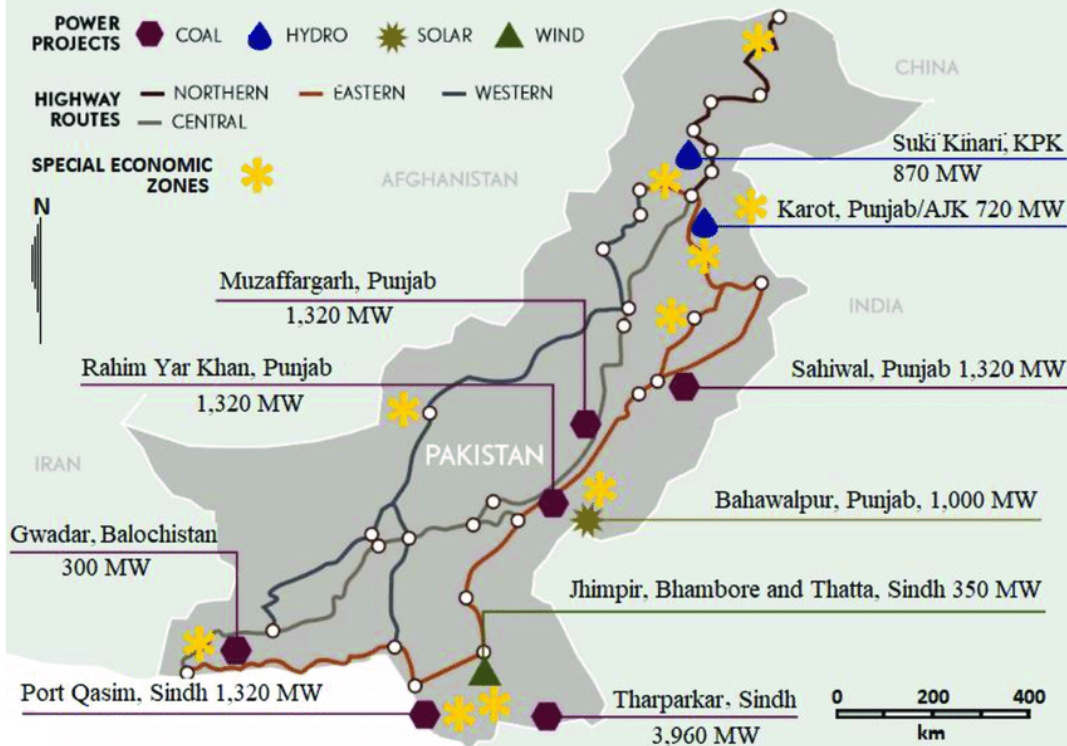 POWER PROJECTS COAL HYDRO SOLAR WIND
HIGHWAY ROUTES NORTHERN EASTERN WESTERN
CENTRAL
SPECIAL ECONOMIC
ZONES
N
CHINA
AFGHANISTAN
Suki Kinari, KPK
870 MW
Karot, Punjab/AJK 720 MW
Muzaffargarh, Punjab
1,320 MW
INDIA
Rahim Yar Khan, Punjab
1,320 MW
Sahiwal, Punjab 1,320 MW
IRAN
PAKISTAN
Bahawalpur, Punjab, 1,000 MW
Gwadar, Balochistan
300 MW
Jhimpir, Bhambore and Thatta, Sindh 350 MW
Port Qasim, Sindh 1,320 MW
Tharparkar, Sindh
3,960 MW
0 200 400
km